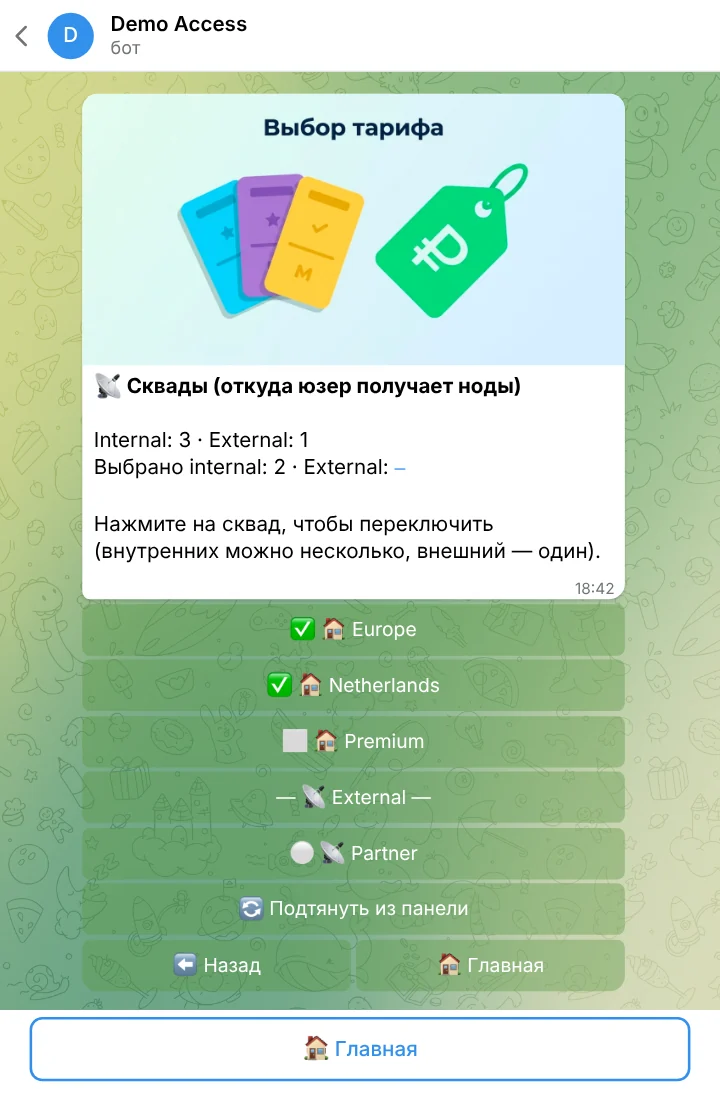 Demo Access
D
бот
Выбор тарифа
M
📡 Сквады (откуда юзер получает ноды)
Internal: 3 · External: 1
Выбрано internal: 2 · External: –
Нажмите на сквад, чтобы переключить
(внутренних можно несколько, внешний — один).
18:42
✅ 🏠 Europe
✅ 🏠 Netherlands
⬜ 🏠 Premium
— 📡 External —
⚪ 📡 Partner
🔄 Подтянуть из панели
⬅️ Назад
🏠 Главная
🏠 Главная